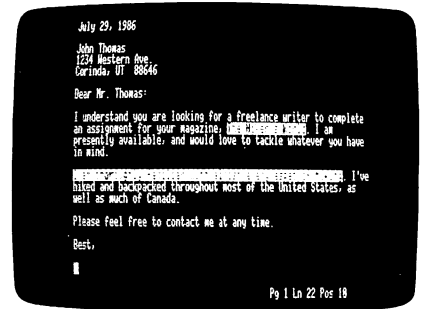 July 29, 1986
John Thomas
1234 Western Ave.
Corinda, UT 88646
Dear Mr. Thomas:
I understand you are looking for a freelance writer to complete
an assignment for your magazine, . I am
presently available, and would love to tackle whatever you have
in mind.
. I've
hiked and backpacked throughout most of the United States, as
well as much of Canada.
Please feel free to contact me at any time.
Best,
Pg 1 Ln 22 Pos 18